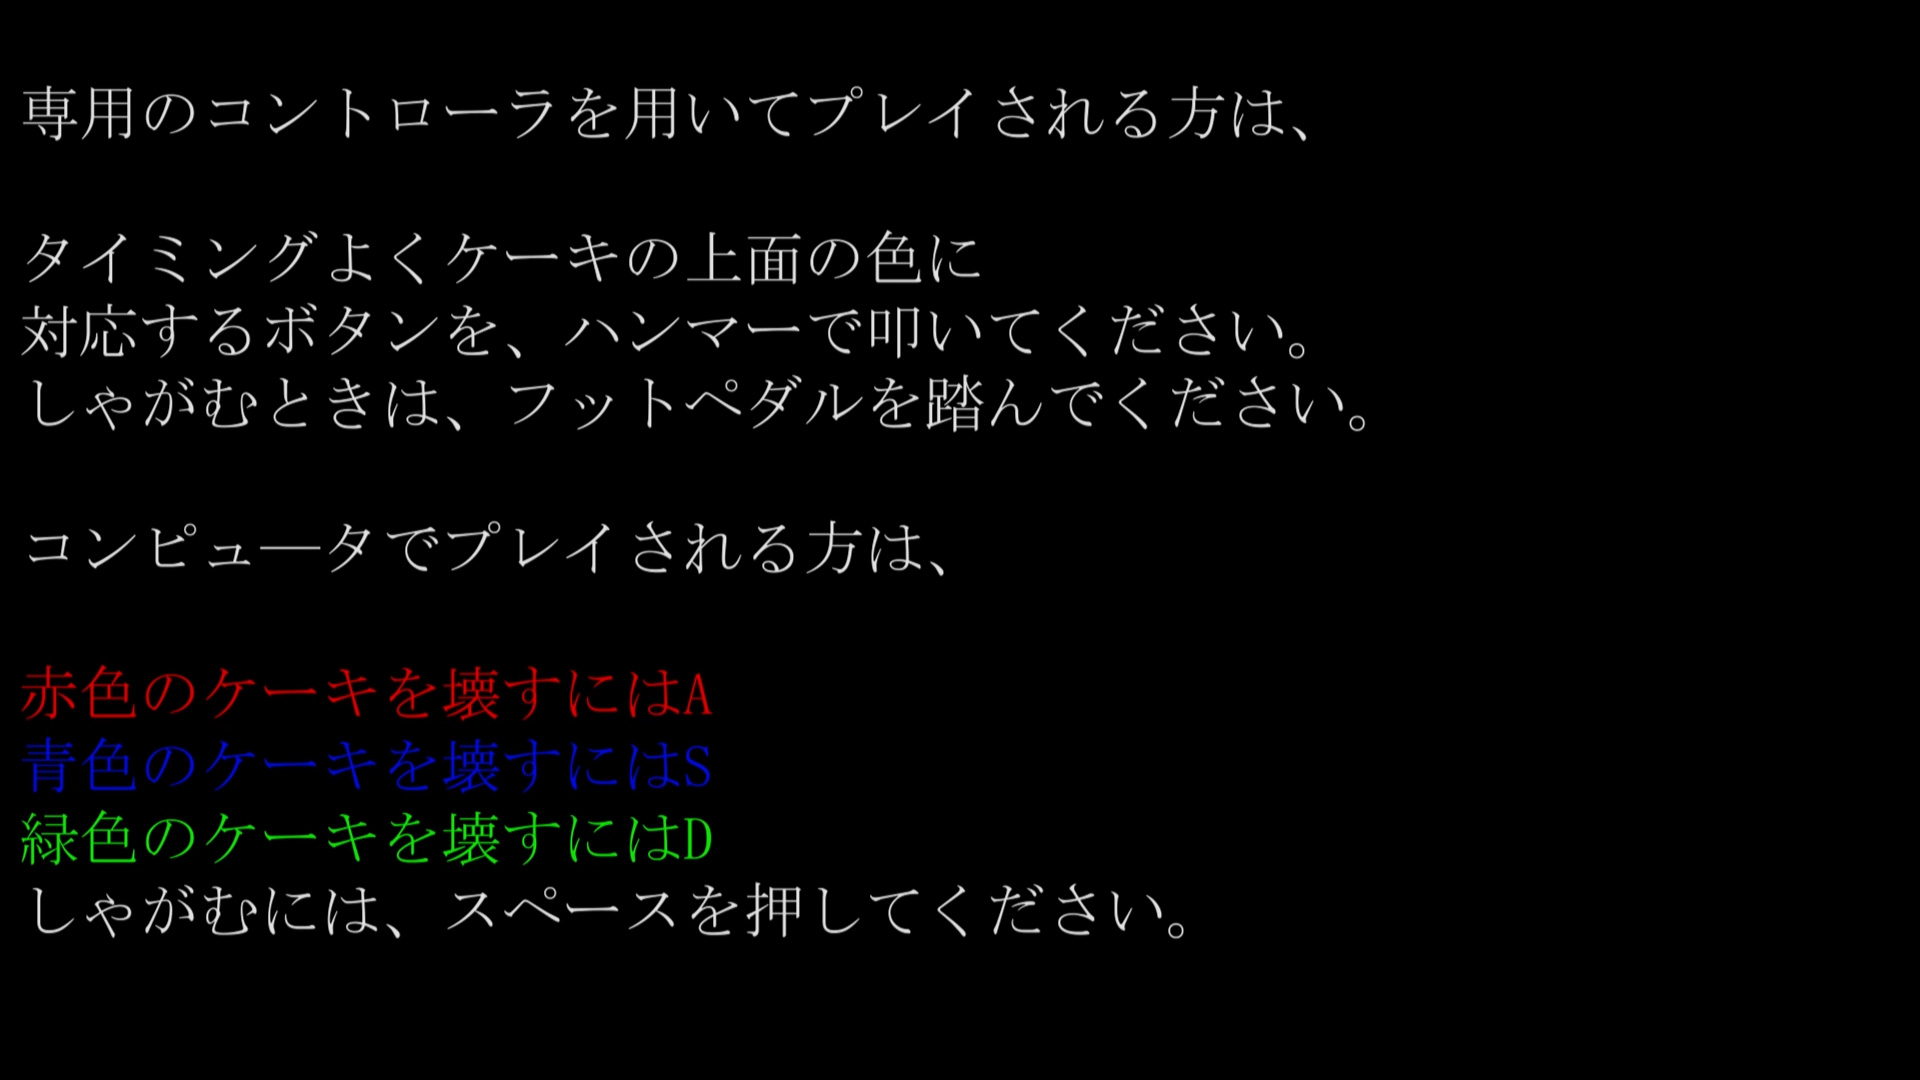 専用のコントローラを用いてプレイされる方は、
タイミングよくケーキの上面の色に
対応するボタンを、ハンマーで叩いてください。
しゃがむときは、フットペダルを踏んでください。
コンピュ―タでプレイされる方は、
赤色のケーキを壊すにはA
青色のケーキを壊すにはS
緑色のケーキを壊すにはD
しゃがむには、スペースを押してください。